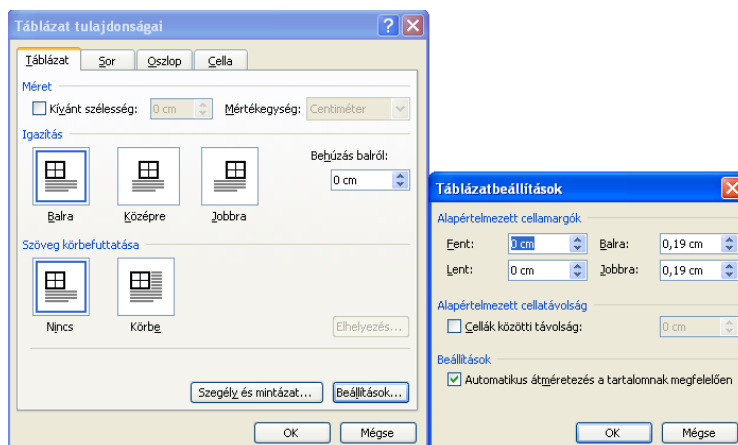 Táblázat tulajdonságai
Táblázat Sor Oszlop Cella
Méret
Kívánt szélesség: 0 cm Mértékegység: Centiméter
Igazítás
Behúzás balról:
0 cm
Balra Középre Jobbra
Szöveg körbefuttatása
Nincs Körbe
Elhelyezés...
Szegély és mintázat... Beállítások...
OK Mégse
Táblázatbeállítások
Alapértelmezett cellamargók
Fent: 0 cm Balra: 0,19 cm
Lent: 0 cm Jobbra: 0,19 cm
Alapértelmezett cellatávolság
Cellák közötti távolság: 0 cm
Beállítások
Automatikus átméretezés a tartalomnak megfelelően
OK Mégse